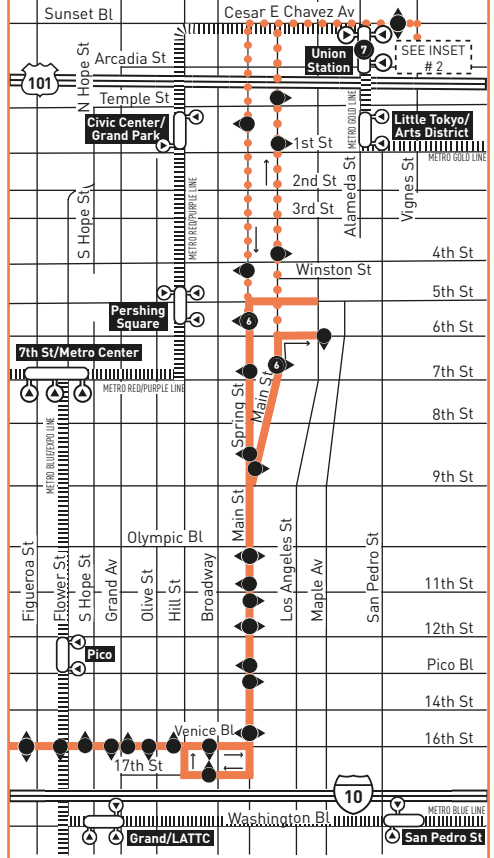 Sunset Bl
Cesar E Chavez Av
N Hope St
Arcadia St
Union
Station
7
SEE INSET
# 2
101
Temple St
Civic Center/
Grand Park
METRO GOLD LINE
Little Tokyo/
Arts District
1st St
METRO GOLD LINE
METRO RED/PURPLE LINE
S Hope St
2nd St
3rd St
Alameda St
Vignes St
4th St
Winston St
5th St
Pershing
Square
6
6th St
7th St/Metro Center
6
METRO RED/PURPLE LINE
7th St
Spring St
Main St
8th St
METRO BLUE/EXPO LINE
9th St
Main St
Olympic Bl
Figueroa St
Flower St
S Hope St
Grand Av
Olive St
Hill St
Broadway
Los Angeles St
Maple Av
San Pedro St
11th St
12th St
Pico
Pico Bl
14th St
Venice Bl
16th St
17th St
10
METRO BLUE LINE
Washington Bl
Grand/LATTC
San Pedro St